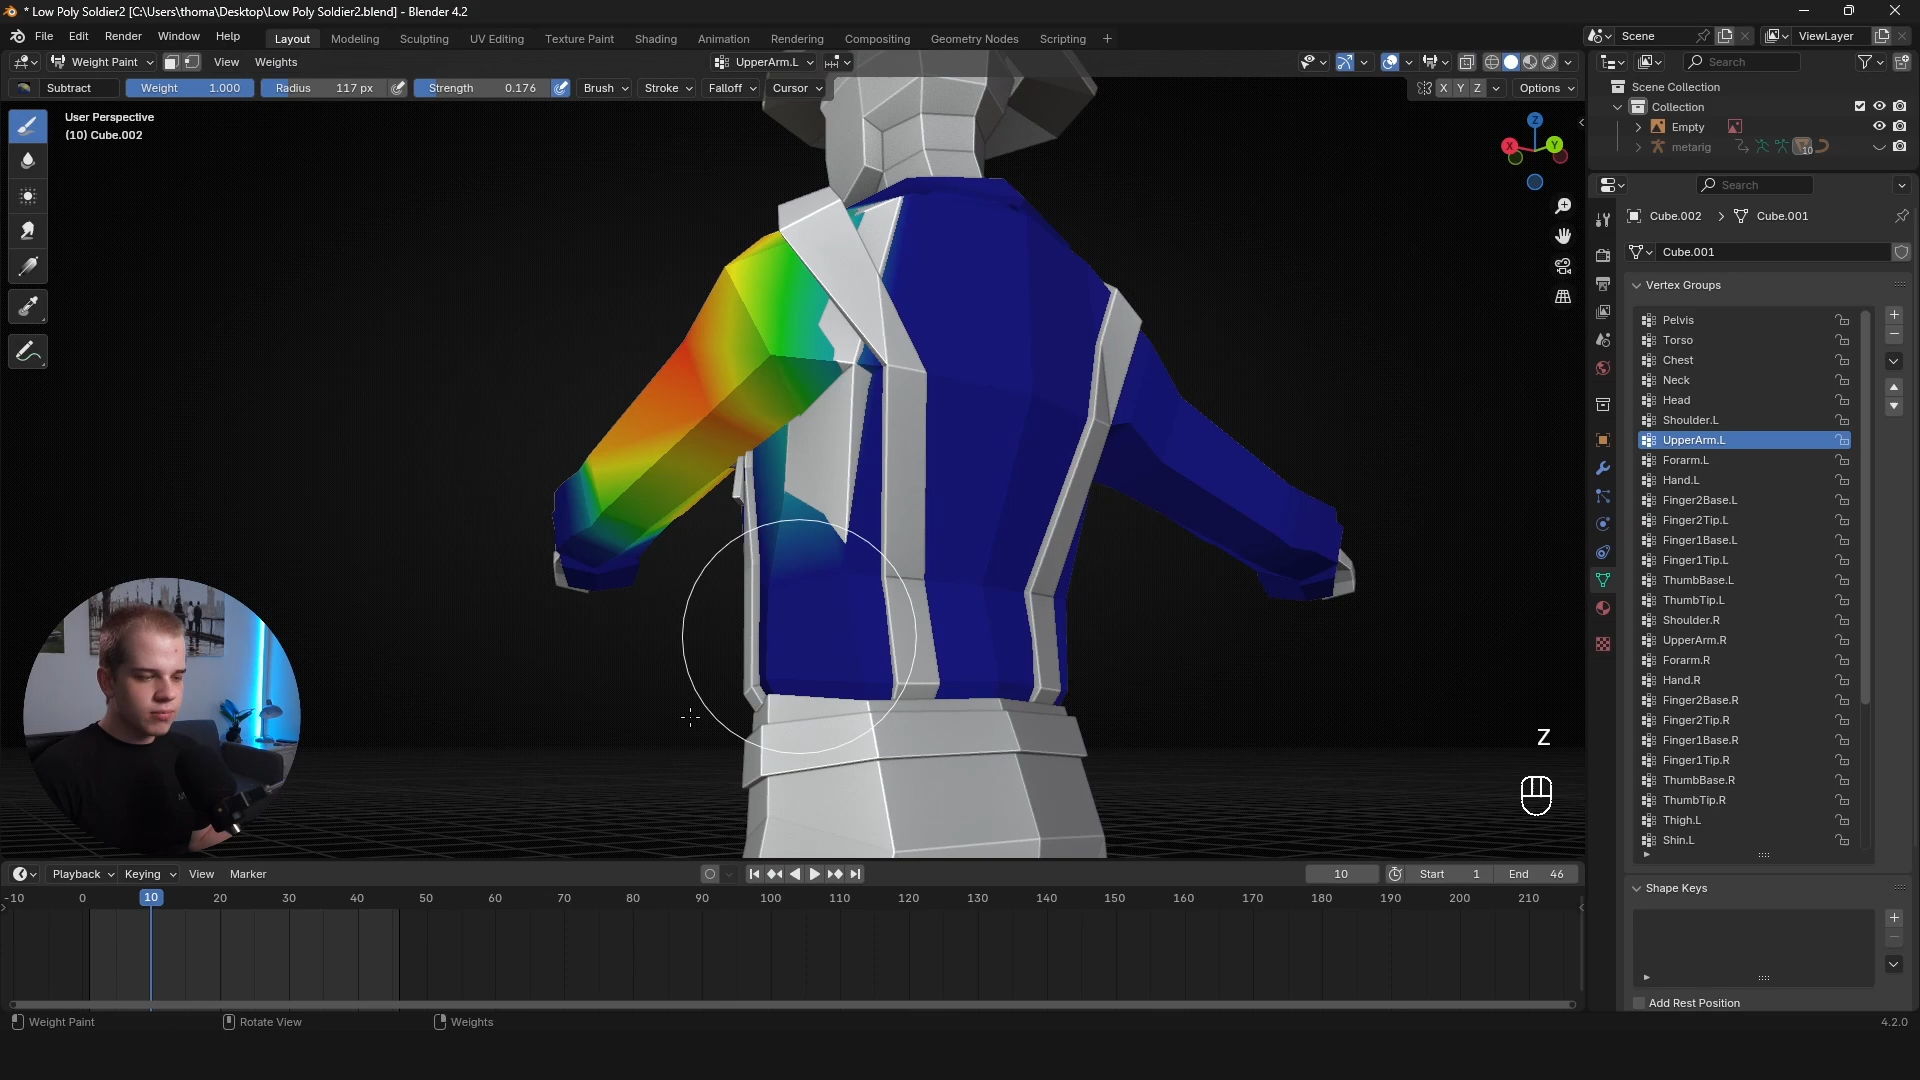 * Low Poly Soldier2 [C:\Users\thoma\Desktop\Low Poly Soldier2.blend] - Blender 4.2
File Edit Render Window Help
Layout Modeling Sculpting UV Editing Texture Paint Shading Animation Rendering Compositing Geometry Nodes Scripting +
Scene
ViewLayer
Weight Paint View Weights
UpperArm.L
Search
Subtract Weight 1.000 Radius 117 px Strength 0.176 Brush Stroke Falloff Cursor
X Y Z Options
Scene Collection
Collection
Empty
metarig 10
User Perspective
(10) Cube.002
Z
X
Y
Search
Cube.002 > Cube.001
Cube.001
Vertex Groups
Pelvis
Torso
Chest
Neck
Head
Shoulder.L
UpperArm.L
Forarm.L
Hand.L
Finger2Base.L
Finger2Tip.L
Finger1Base.L
Finger1Tip.L
ThumbBase.L
ThumbTip.L
Shoulder.R
UpperArm.R
Forarm.R
Hand.R
Finger2Base.R
Finger2Tip.R
Finger1Base.R
Finger1Tip.R
ThumbBase.R
ThumbTip.R
Thigh.L
Shin.L
Z
Shape Keys
Add Rest Position
Playback Keying View Marker
10 Start 1 End 46
-10 0 10 20 30 40 50 60 70 80 90 100 110 120 130 140 150 160 170 180 190 200 210
Weight Paint Rotate View Weights
4.2.0